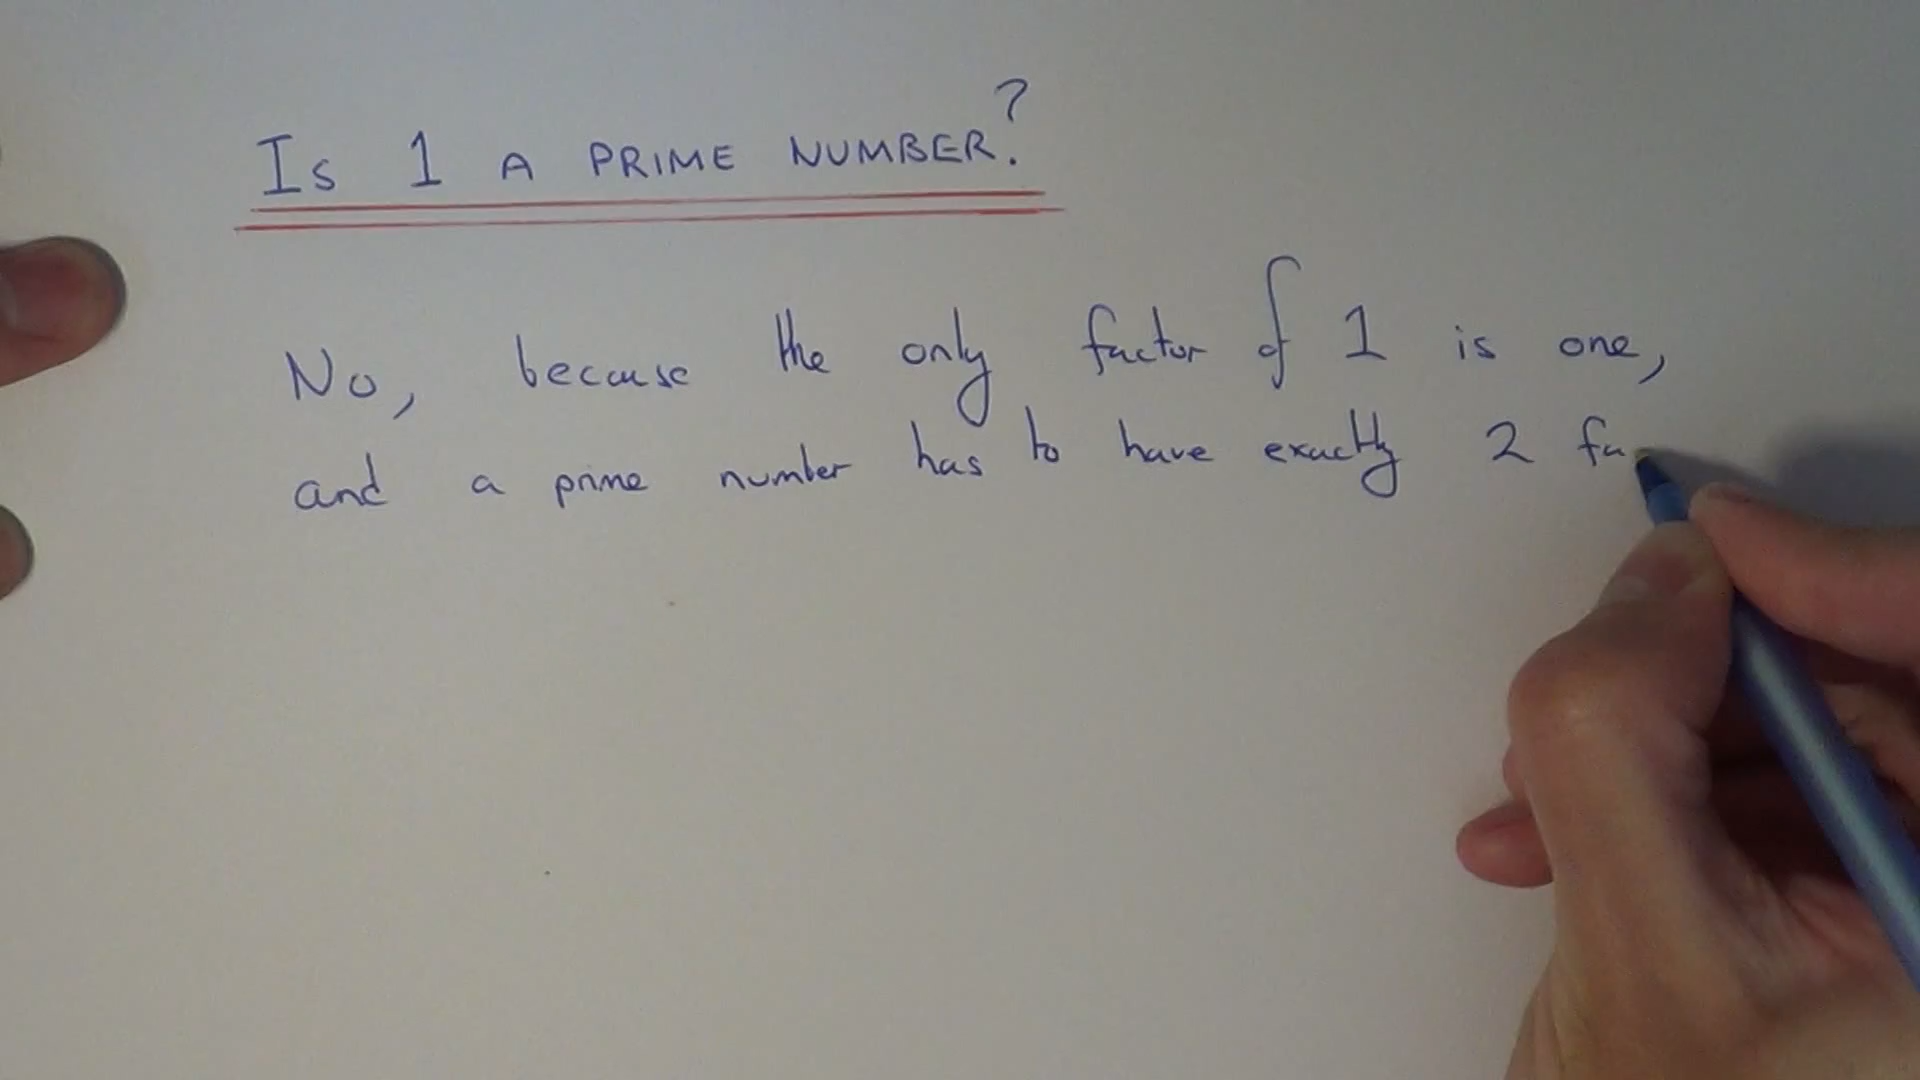 Is 1 A PRIME NUMBER?
No, because the only factor of 1 is one,
and a prime number has to have exactly 2 fa